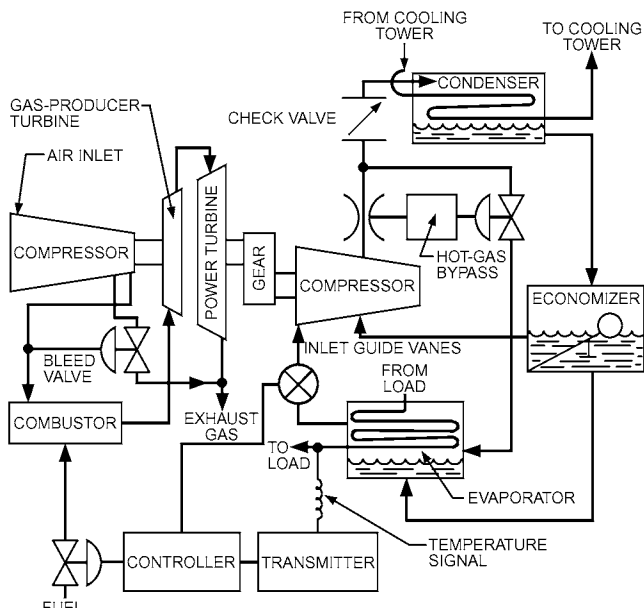 FROM COOLING
TOWER
TO COOLING
TOWER
CONDENSER
GAS-PRODUCER
TURBINE
CHECK VALVE
AIR INLET
COMPRESSOR
POWER TURBINE
GEAR
COMPRESSOR
HOT-GAS
BYPASS
ECONOMIZER
INLET GUIDE VANES
BLEED
VALVE
FROM
LOAD
COMBUSTOR
EXHAUST
GAS
TO
LOAD
EVAPORATOR
TEMPERATURE
SIGNAL
CONTROLLER
TRANSMITTER
FUEL